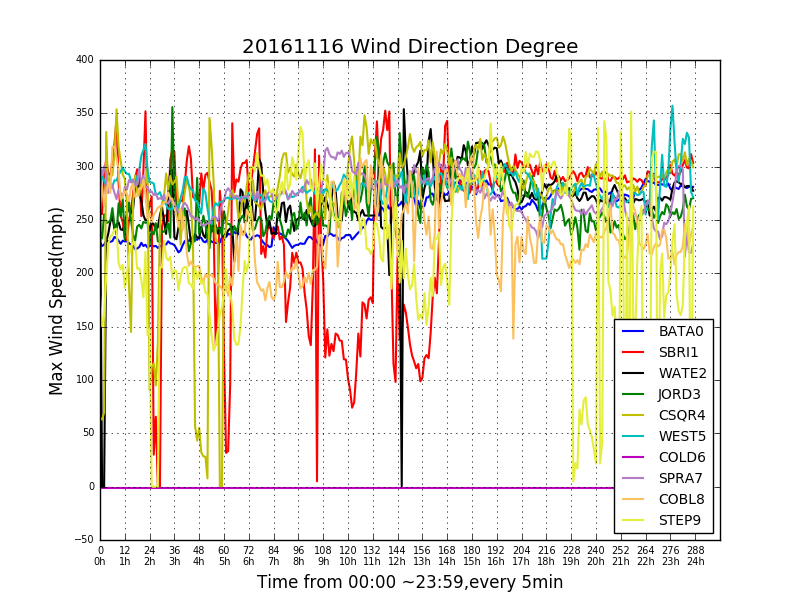 20161116 Wind Direction Degree
400
350
300
250
200
150
100
50
0
−50
Max Wind Speed(mph)
BATA0
SBRI1
WATE2
JORD3
CSQR4
WEST5
COLD6
SPRA7
COBL8
STEP9
0 12 24 36 48 60 72 84 96 108 120 132 144 156 168 180 192 204 216 228 240 252 264 276 288
0h 1h 2h 3h 4h 5h 6h 7h 8h 9h 10h 11h 12h 13h 14h 15h 16h 17h 18h 19h 20h 21h 22h 23h 24h
Time from 00:00 ~23:59,every 5min